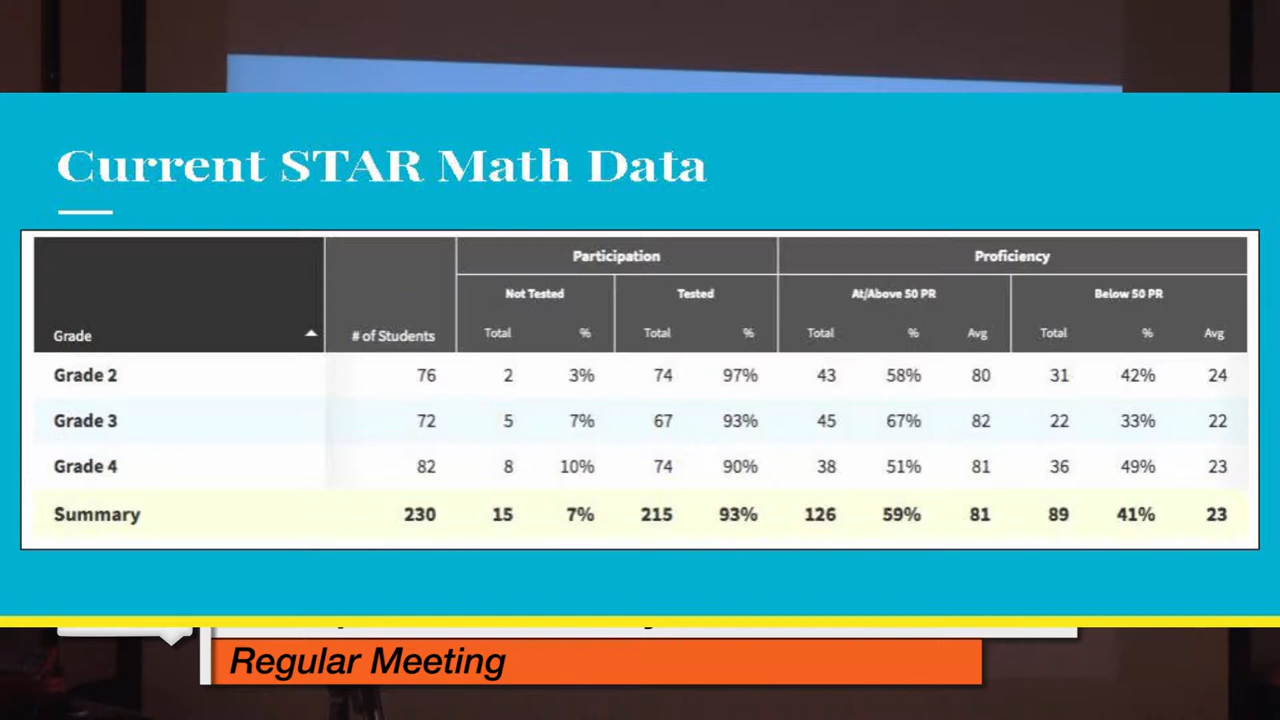 Current STAR Math Data
Participation Proficiency
Not Tested Tested At/Above 50 PR Below 50 PR
Grade # of Students Total % Total % Total % Avg Total % Avg
Grade 2 76 2 3% 74 97% 43 58% 80 31 42% 24
Grade 3 72 5 7% 67 93% 45 67% 82 22 33% 22
Grade 4 82 8 10% 74 90% 38 51% 81 36 49% 23
Summary 230 15 7% 215 93% 126 59% 81 89 41% 23
Regular Meeting